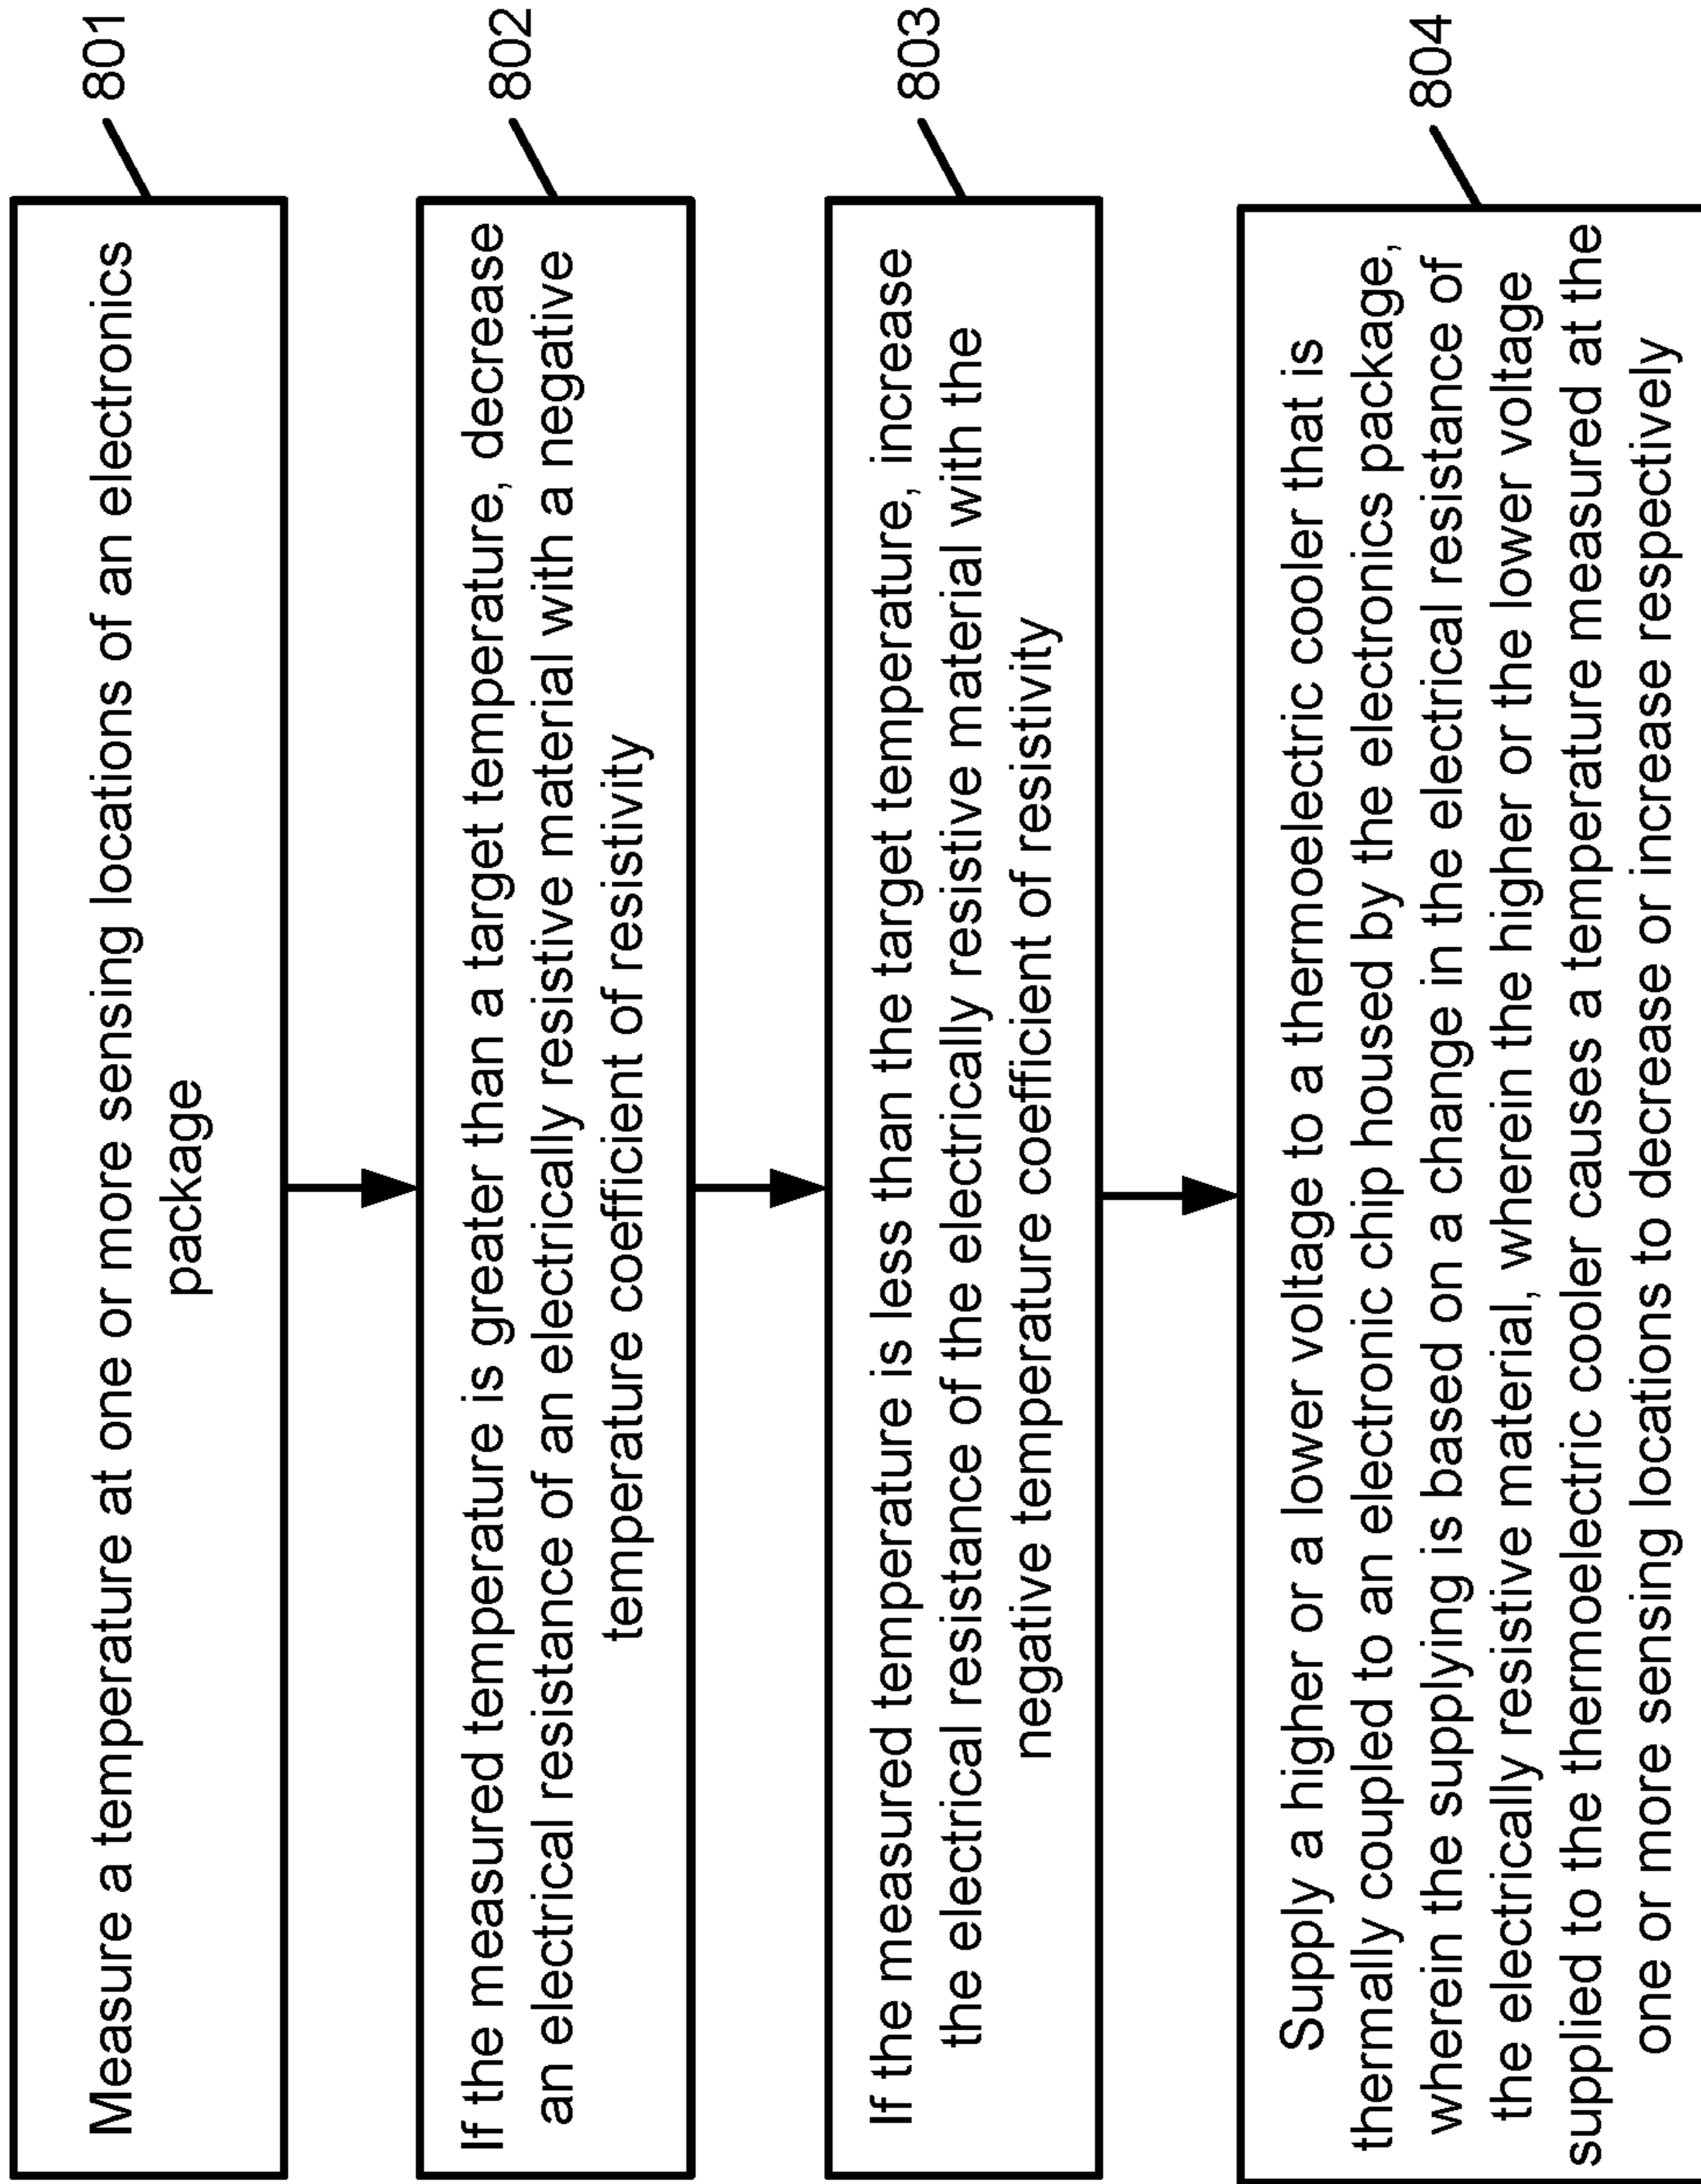 801
Measure a temperature at one or more sensing locations of an electronics
package
802
If the measured temperature is greater than a target temperature, decrease
an electrical resistance of an electrically resistive material with a negative
temperature coefficient of resistivity
803
If the measured temperature is less than the target temperature, increase
the electrical resistance of the electrically resistive material with the
negative temperature coefficient of resistivity
804
Supply a higher or a lower voltage to a thermoelectric cooler that is
thermally coupled to an electronic chip housed by the electronics package,
wherein the supplying is based on a change in the electrical resistance of
the electrically resistive material, wherein the higher or the lower voltage
supplied to the thermoelectric cooler causes a temperature measured at the
one or more sensing locations to decrease or increase respectively